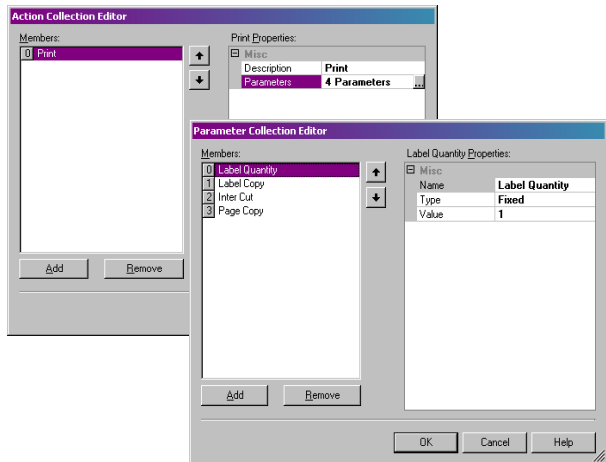 Action Collection Editor
Members:
Print Properties:
0 Print
Misc
Description Print
Parameters 4 Parameters ...
Add Remove
Parameter Collection Editor
Members:
Label Quantity Properties:
0 Label Quantity
1 Label Copy
2 Inter Cut
3 Page Copy
Misc
Name Label Quantity
Type Fixed
Value 1
Add Remove
OK Cancel Help